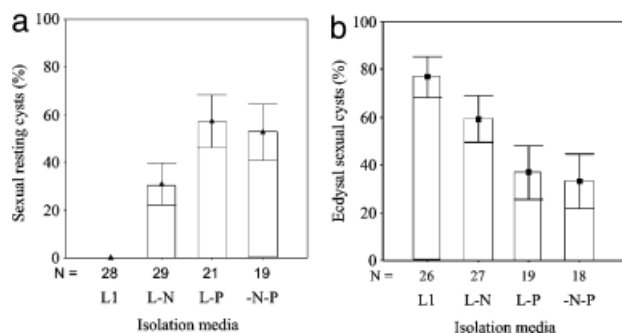 a
Sexual resting cysts (%)
100
80
60
40
20
0
N = 28 29 21 19
L1 L-N L-P -N-P
Isolation media
b
Ecdysal sexual cysts (%)
100
80
60
40
20
0
N = 26 27 19 18
L1 L-N L-P -N-P
Isolation media